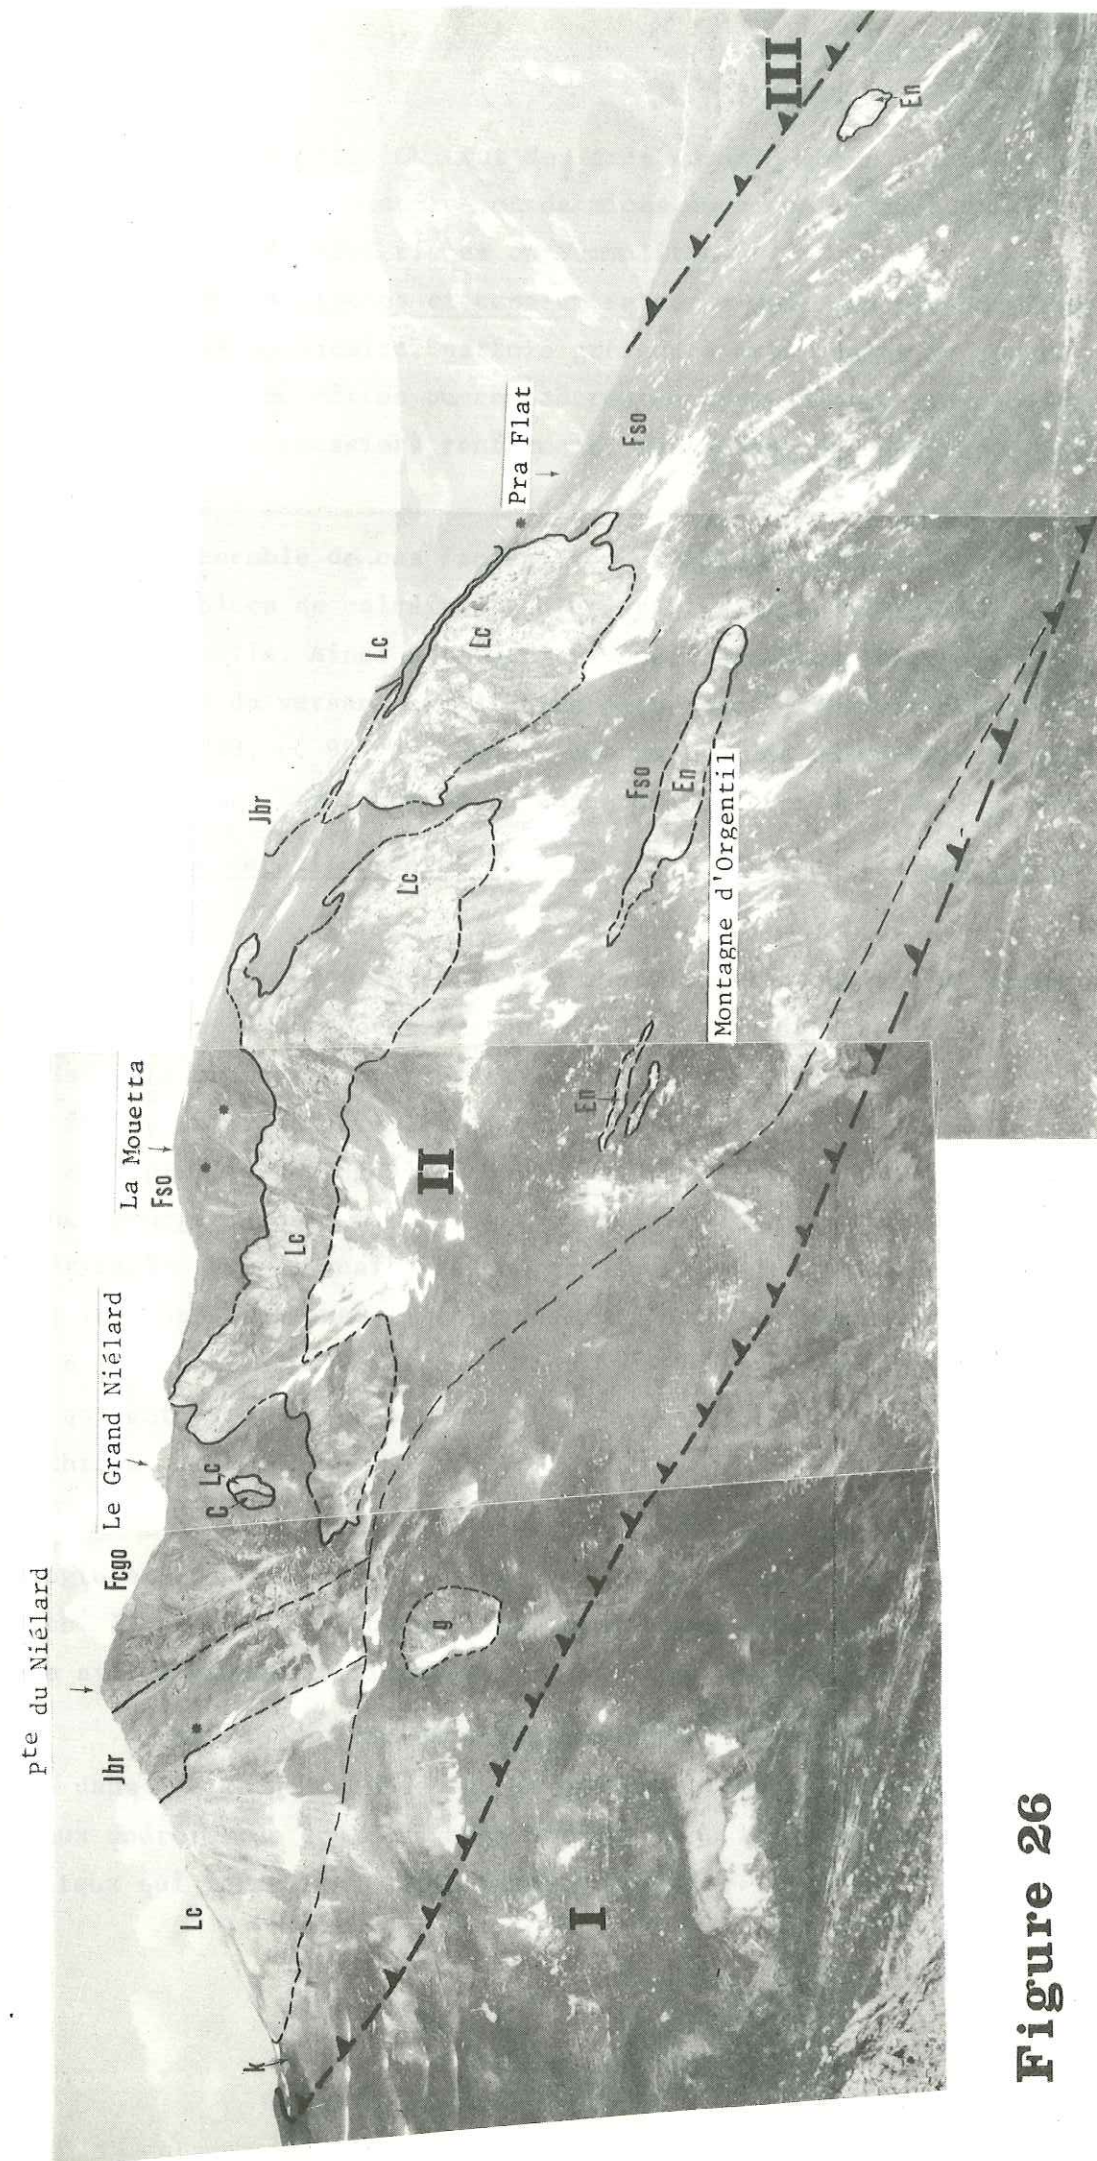 pte du Niélard
Le Grand Niélard
La Mouetta
Pra Flat
Fcgo
Fso
Jbr
Jbr
Lc
Lc
Lc
C
Lc
Lc
Lc
Lc
k
g
II
En
Fso
En
Montagne d'Orgentil
Fso
III
En
I
Figure 26